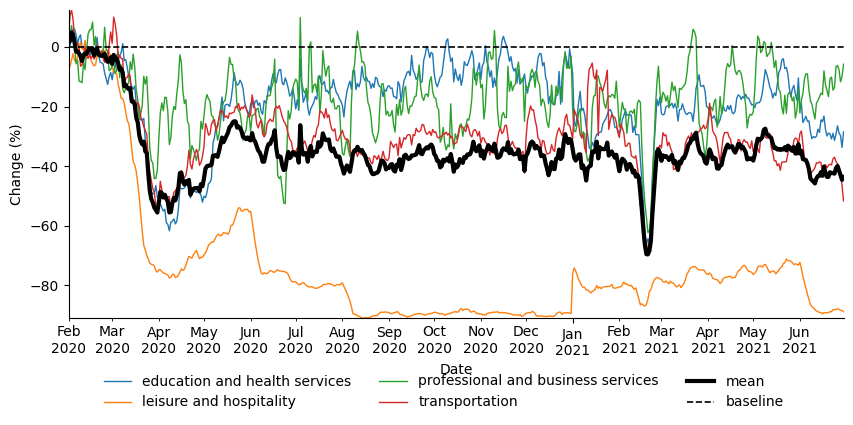 0
−20
−40
−60
−80
Change (%)
Feb Mar Apr May Jun Jul Aug Sep Oct Nov Dec Jan Feb Mar Apr May Jun
2020 2020 2020 2020 2020 2020 2020 2020 2020 2020 2020 2021 2021 2021 2021 2021 2021
Date
education and health services professional and business services mean
leisure and hospitality transportation baseline